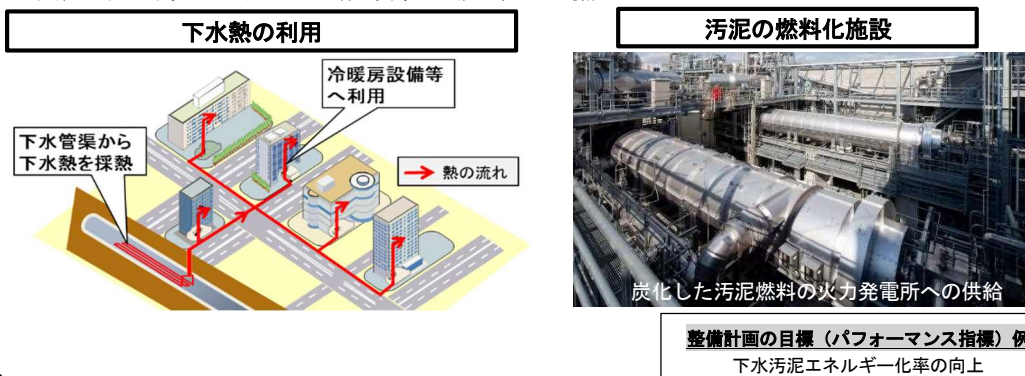 下水熱の利用
冷暖房設備等
へ利用
下水管渠から
下水熱を採熱
熱の流れ
汚泥の燃料化施設
炭化した汚泥燃料の火力発電所への供給
整備計画の目標（パフォーマンス指標）例
下水汚泥エネルギー化率の向上